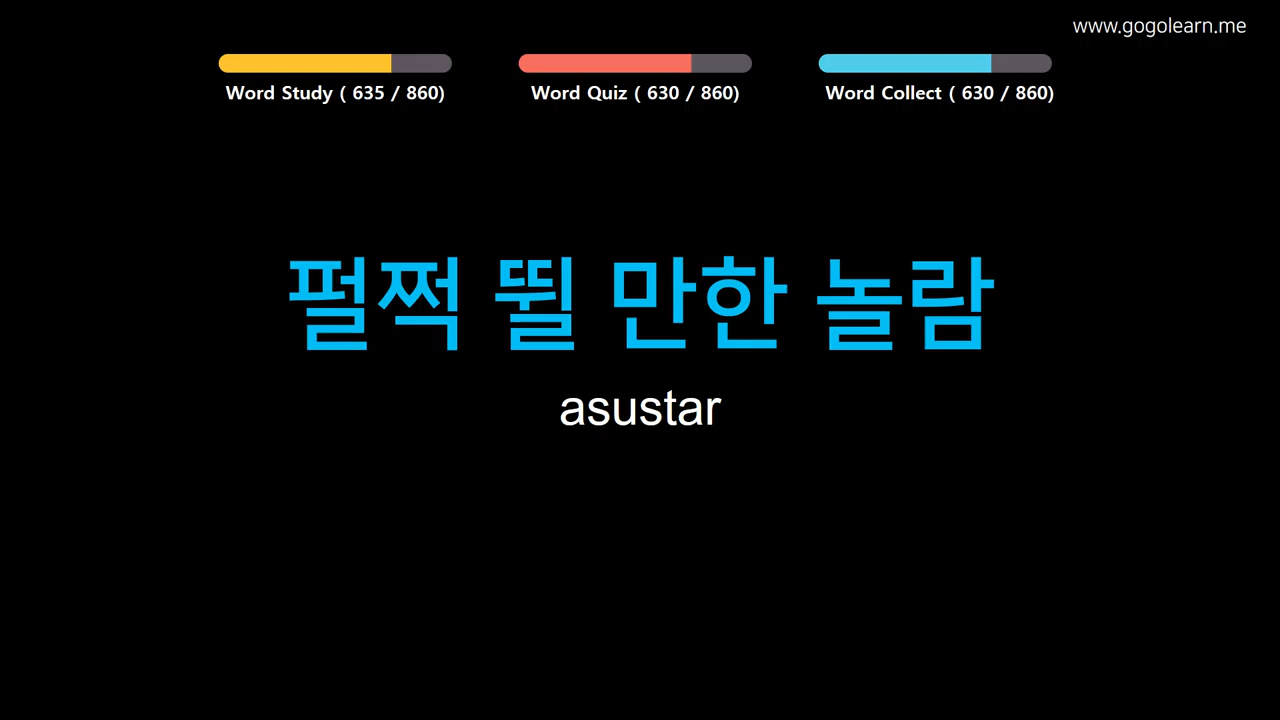 www.gogolearn.me
Word Study ( 635 / 860)
Word Quiz ( 630 / 860)
Word Collect ( 630 / 860)
펄쩍 뛸 만한 놀람
asustar